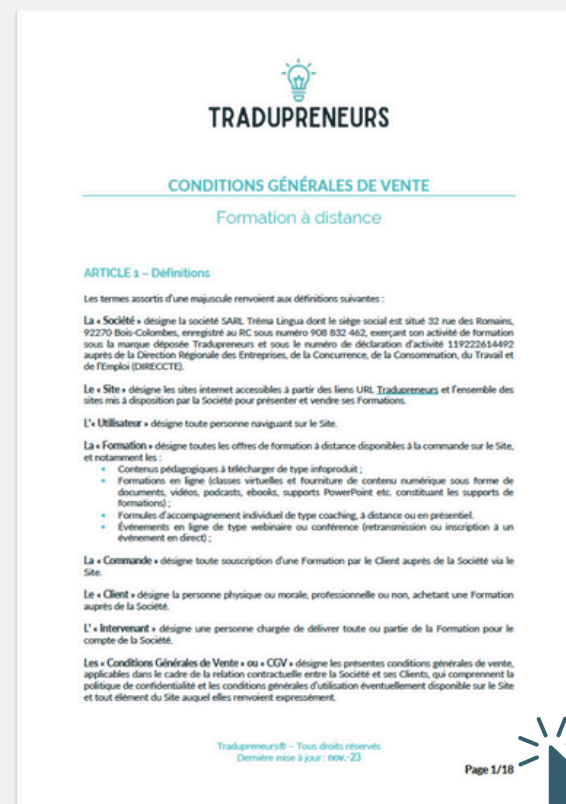 TRADUPRENEURS
CONDITIONS GÉNÉRALES DE VENTE
Formation à distance
ARTICLE 1 – Définitions
Les termes assortis d'une majuscule renvoient aux définitions suivantes :
La « Société » désigne la société SARL Tréma Lingua dont le siège social est situé 32 rue des Romains,
92270 Bois-Colombes, enregistré au RC sous numéro 908 832 462, exerçant son activité de formation
sous la marque déposée Tradupreneurs et sous le numéro de déclaration d'activité 119222614492
auprès de la Direction Régionale des Entreprises, de la Concurrence, de la Consommation, du Travail et
de l'Emploi (DIRECCTE).
Le « Site » désigne les sites internet accessibles à partir des liens URL Tradupreneurs et l'ensemble des
sites mis à disposition par la Société pour présenter et vendre ses Formations.
L'« Utilisateur » désigne toute personne naviguant sur le Site.
La « Formation » désigne toutes les offres de formation à distance disponibles à la commande sur le Site,
et notamment les :
• Contenus pédagogiques à télécharger de type infoproduit ;
• Formations en ligne (classes virtuelles et fourniture de contenu numérique sous forme de
documents, vidéos, podcasts, ebooks, supports PowerPoint etc. constituant les supports de
formations) ;
• Formules d'accompagnement individuel de type coaching, à distance ou en présentiel.
• Événements en ligne de type webinaire ou conférence (retransmission ou inscription à un
événement en direct) ;
La « Commande » désigne toute souscription d'une Formation par le Client auprès de la Société via le
Site.
Le « Client » désigne la personne physique ou morale, professionnelle ou non, achetant une Formation
auprès de la Société.
L' « Intervenant » désigne une personne chargée de délivrer toute ou partie de la Formation pour le
compte de la Société.
Les « Conditions Générales de Vente » ou « CGV » désigne les présentes conditions générales de vente,
applicables dans le cadre de la relation contractuelle entre la Société et ses Clients, qui comprennent la
politique de confidentialité et les conditions générales d'utilisation éventuellement disponible sur le Site
et tout élément du Site auquel elles renvoient expressément.
Tradupreneurs® – Tous droits réservés
Dernière mise à jour : nov.-23
Page 1/18